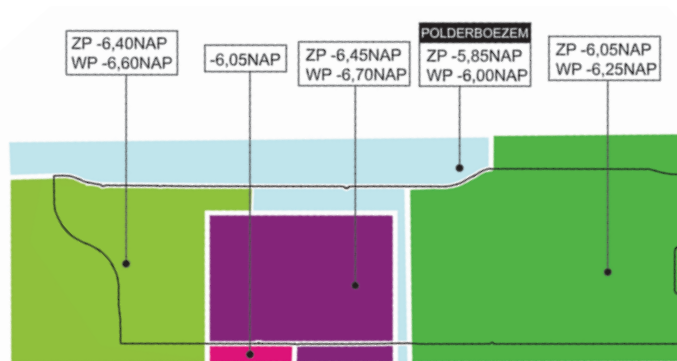 ZP -6,40NAP
WP -6,60NAP
-6,05NAP
ZP -6,45NAP
WP -6,70NAP
POLDERBOEZEM
ZP -5,85NAP
WP -6,00NAP
ZP -6,05NAP
WP -6,25NAP